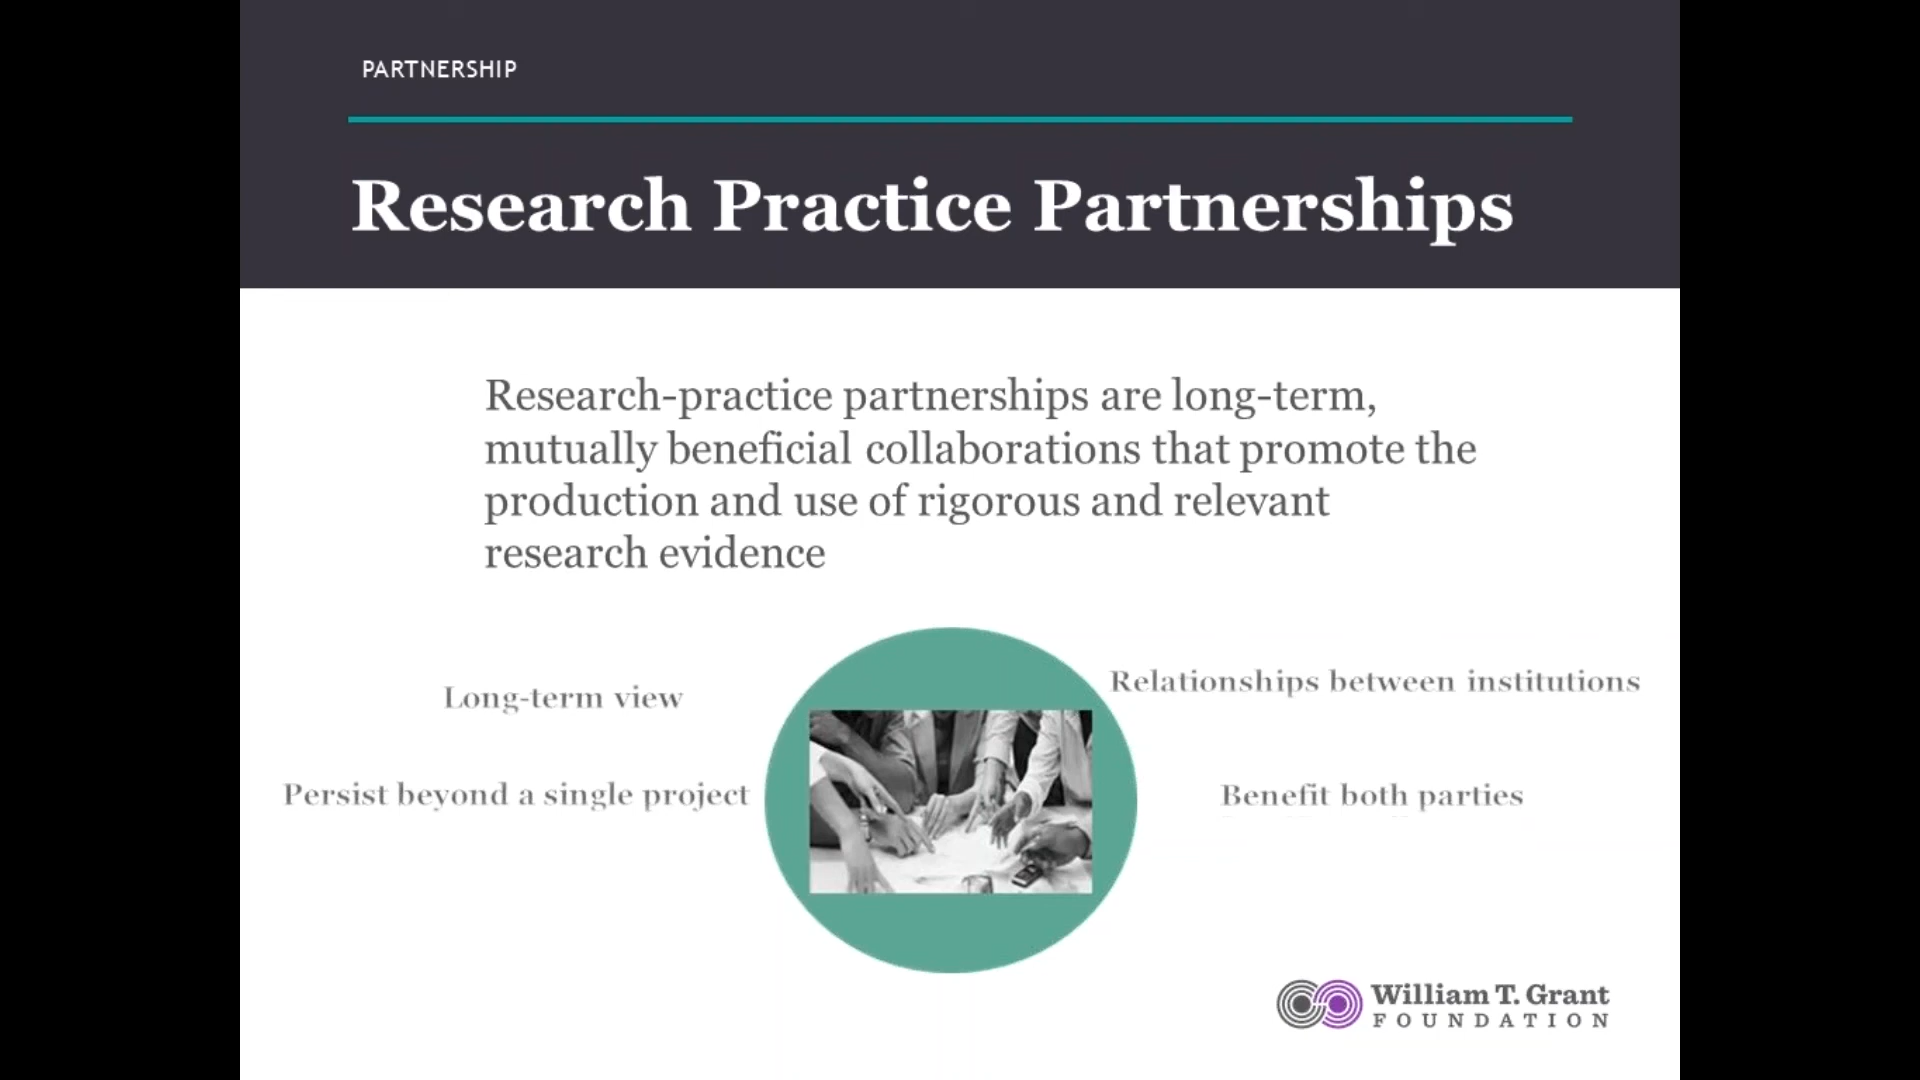 PARTNERSHIP
Research Practice Partnerships
Research-practice partnerships are long-term,
mutually beneficial collaborations that promote the
production and use of rigorous and relevant
research evidence
Long-term view
Relationships between institutions
Persist beyond a single project
Benefit both parties
William T. Grant
FOUNDATION